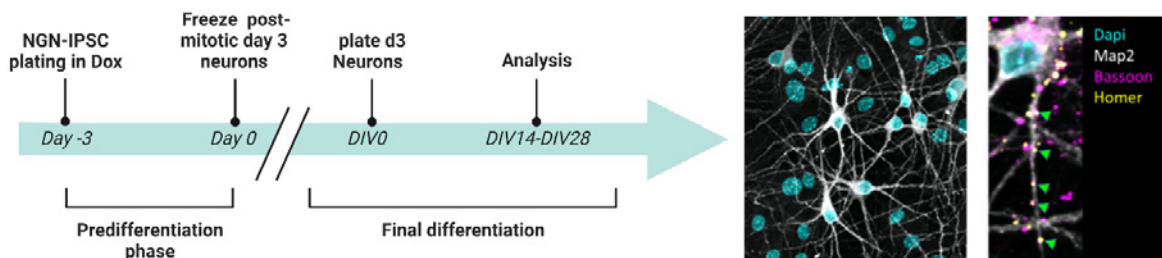 NGN-IPSC
plating in Dox
Freeze post-
mitotic day 3
neurons
plate d3
Neurons
Analysis
Day -3
Day 0
DIV0
DIV14-DIV28
Predifferentiation
phase
Final differentiation
Dapi
Map2
Bassoon
Homer